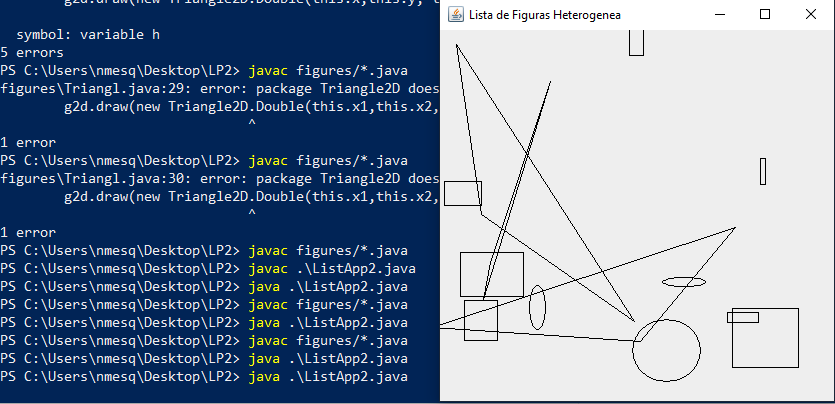 g2d.draw(new Triangle2D.Double(this.x,this.y, t
symbol: variable h
5 errors
PS C:\Users\nmesq\Desktop\LP2> javac figures/*.java
figures\Triangl.java:29: error: package Triangle2D does
g2d.draw(new Triangle2D.Double(this.x1,this.x2,
^
1 error
PS C:\Users\nmesq\Desktop\LP2> javac figures/*.java
figures\Triangl.java:30: error: package Triangle2D does
g2d.draw(new Triangle2D.Double(this.x1,this.x2,
^
1 error
PS C:\Users\nmesq\Desktop\LP2> javac figures/*.java
PS C:\Users\nmesq\Desktop\LP2> javac .\ListApp2.java
PS C:\Users\nmesq\Desktop\LP2> java .\ListApp2.java
PS C:\Users\nmesq\Desktop\LP2> javac figures/*.java
PS C:\Users\nmesq\Desktop\LP2> java .\ListApp2.java
PS C:\Users\nmesq\Desktop\LP2> javac figures/*.java
PS C:\Users\nmesq\Desktop\LP2> java .\ListApp2.java
PS C:\Users\nmesq\Desktop\LP2> java .\ListApp2.java
Lista de Figuras Heterogenea